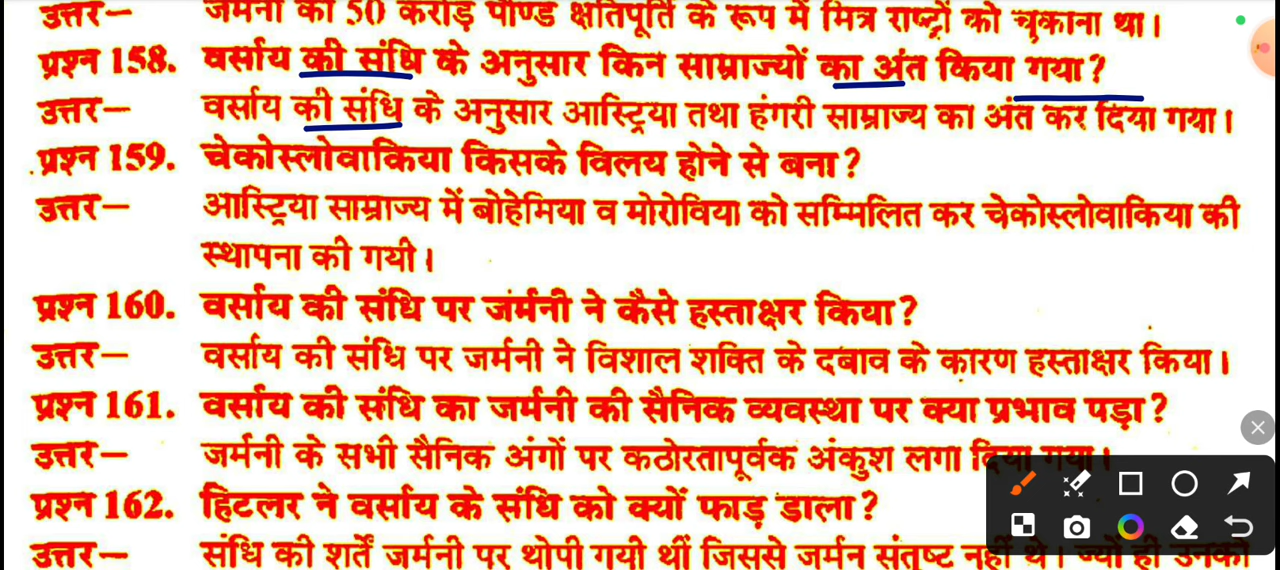 उत्तर— जर्मनी को 50 करोड़ पौण्ड क्षतिपूर्ति के रूप में मित्र राष्ट्रों को चुकाना था।
प्रश्न 158. वर्साय की संधि के अनुसार किन साम्राज्यों का अंत किया गया?
उत्तर— वर्साय की संधि के अनुसार आस्ट्रिया तथा हंगरी साम्राज्य का अंत कर दिया गया।
प्रश्न 159. चेकोस्लोवाकिया किसके विलय होने से बना?
उत्तर— आस्ट्रिया साम्राज्य में बोहेमिया व मोरोविया को सम्मिलित कर चेकोस्लोवाकिया की
स्थापना की गयी।
प्रश्न 160. वर्साय की संधि पर जर्मनी ने कैसे हस्ताक्षर किया?
उत्तर— वर्साय की संधि पर जर्मनी ने विशाल शक्ति के दबाव के कारण हस्ताक्षर किया।
प्रश्न 161. वर्साय की संधि का जर्मनी की सैनिक व्यवस्था पर क्या प्रभाव पड़ा?
उत्तर— जर्मनी के सभी सैनिक अंगों पर कठोरतापूर्वक अंकुश लगा दिया गया।
प्रश्न 162. हिटलर ने वर्साय के संधि को क्यों फाड़ डाला?
उत्तर— संधि की शर्तें जर्मनी पर थोपी गयी थीं जिससे जर्मन संतुष्ट नहीं थे। ज्यों ही उनको